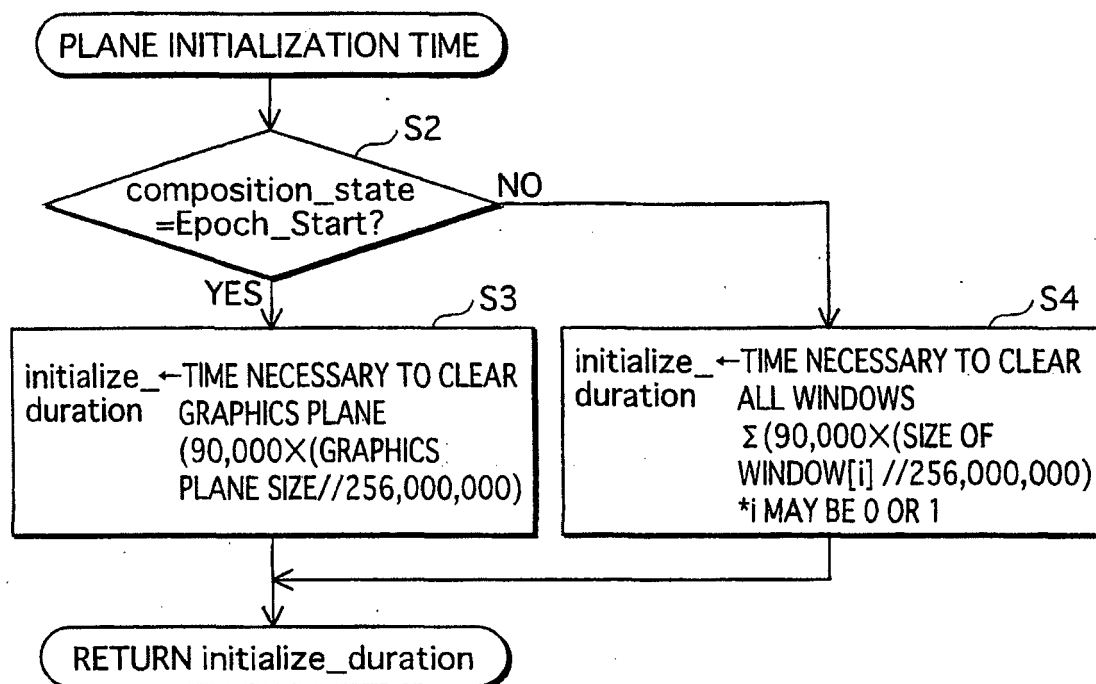 PLANE INITIALIZATION TIME
S2
composition_state
=Epoch_Start?
NO
YES
S3
initialize_ ←TIME NECESSARY TO CLEAR
duration GRAPHICS PLANE
(90,000×(GRAPHICS
PLANE SIZE//256,000,000)
S4
initialize_ ←TIME NECESSARY TO CLEAR
duration ALL WINDOWS
Σ(90,000×(SIZE OF
WINDOW[i] //256,000,000)
*i MAY BE 0 OR 1
RETURN initialize_duration